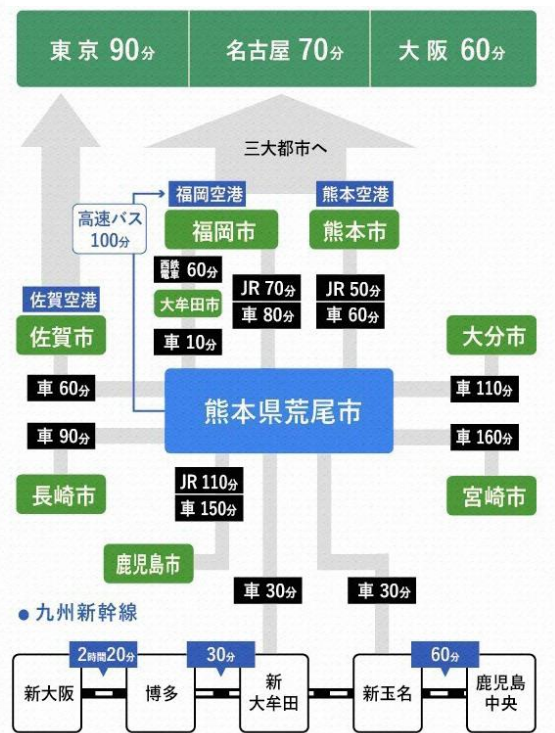 東京 90分
名古屋 70分
大阪 60分
三大都市へ
福岡空港
熊本空港
高速バス
100分
福岡市
熊本市
西鉄
電車 60分
JR 70分
車 80分
JR 50分
車 60分
佐賀空港
大牟田市
佐賀市
大分市
車 10分
車 60分
車 110分
熊本県荒尾市
車 90分
車 160分
長崎市
宮崎市
JR 110分
車 150分
鹿児島市
車 30分
車 30分
●九州新幹線
2時間20分
30分
60分
新大阪
博多
新
大牟田
新玉名
鹿児島
中央